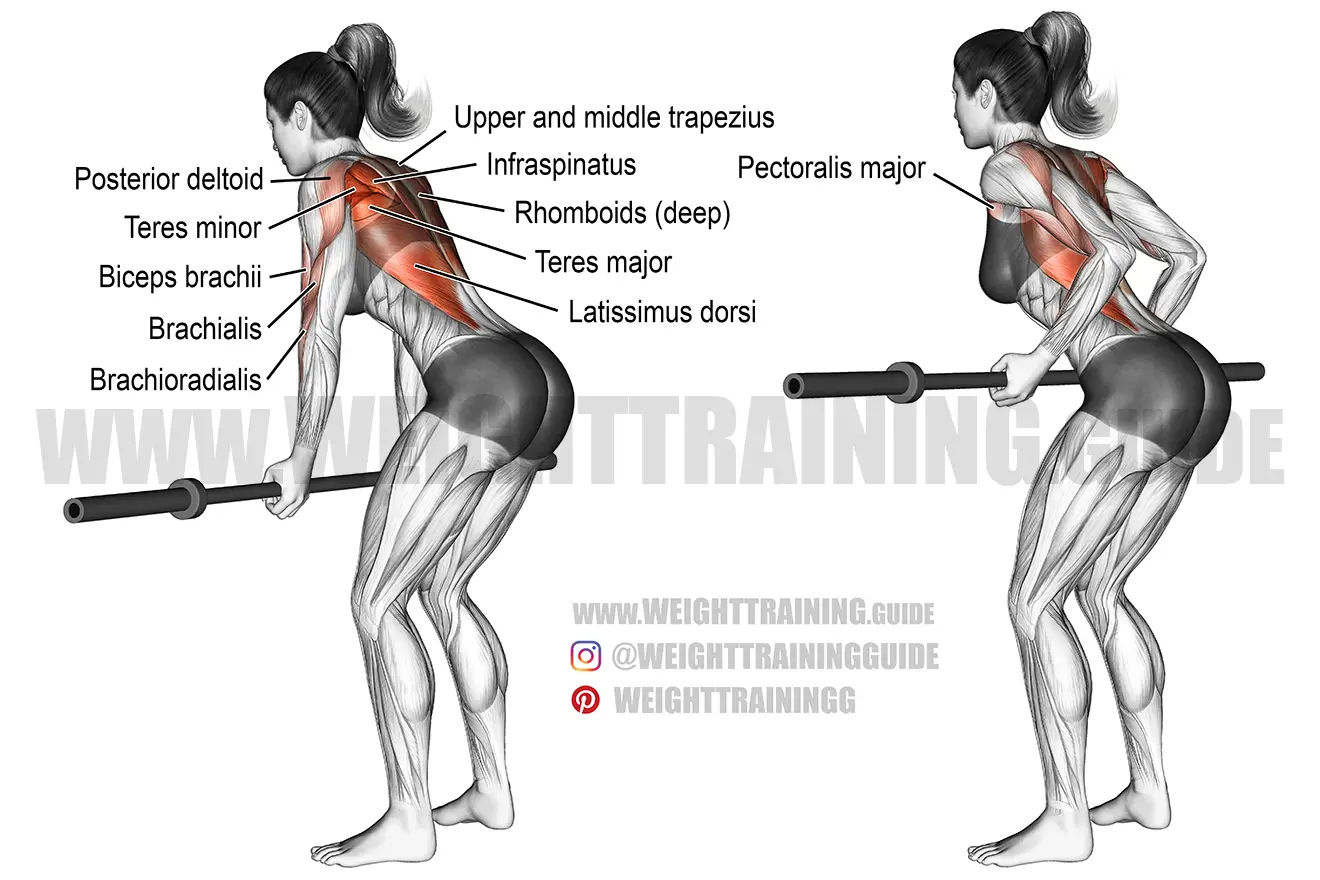 Upper and middle trapezius
Posterior deltoid
Infraspinatus
Pectoralis major
Teres minor
Rhomboids (deep)
Biceps brachii
Teres major
Brachialis
Latissimus dorsi
Brachioradialis
WWW.WEIGHTTRAINING.GUIDE
WWW.WEIGHTTRAINING.GUIDE
@WEIGHTTRAININGGUIDE
WEIGHTTRAININGG